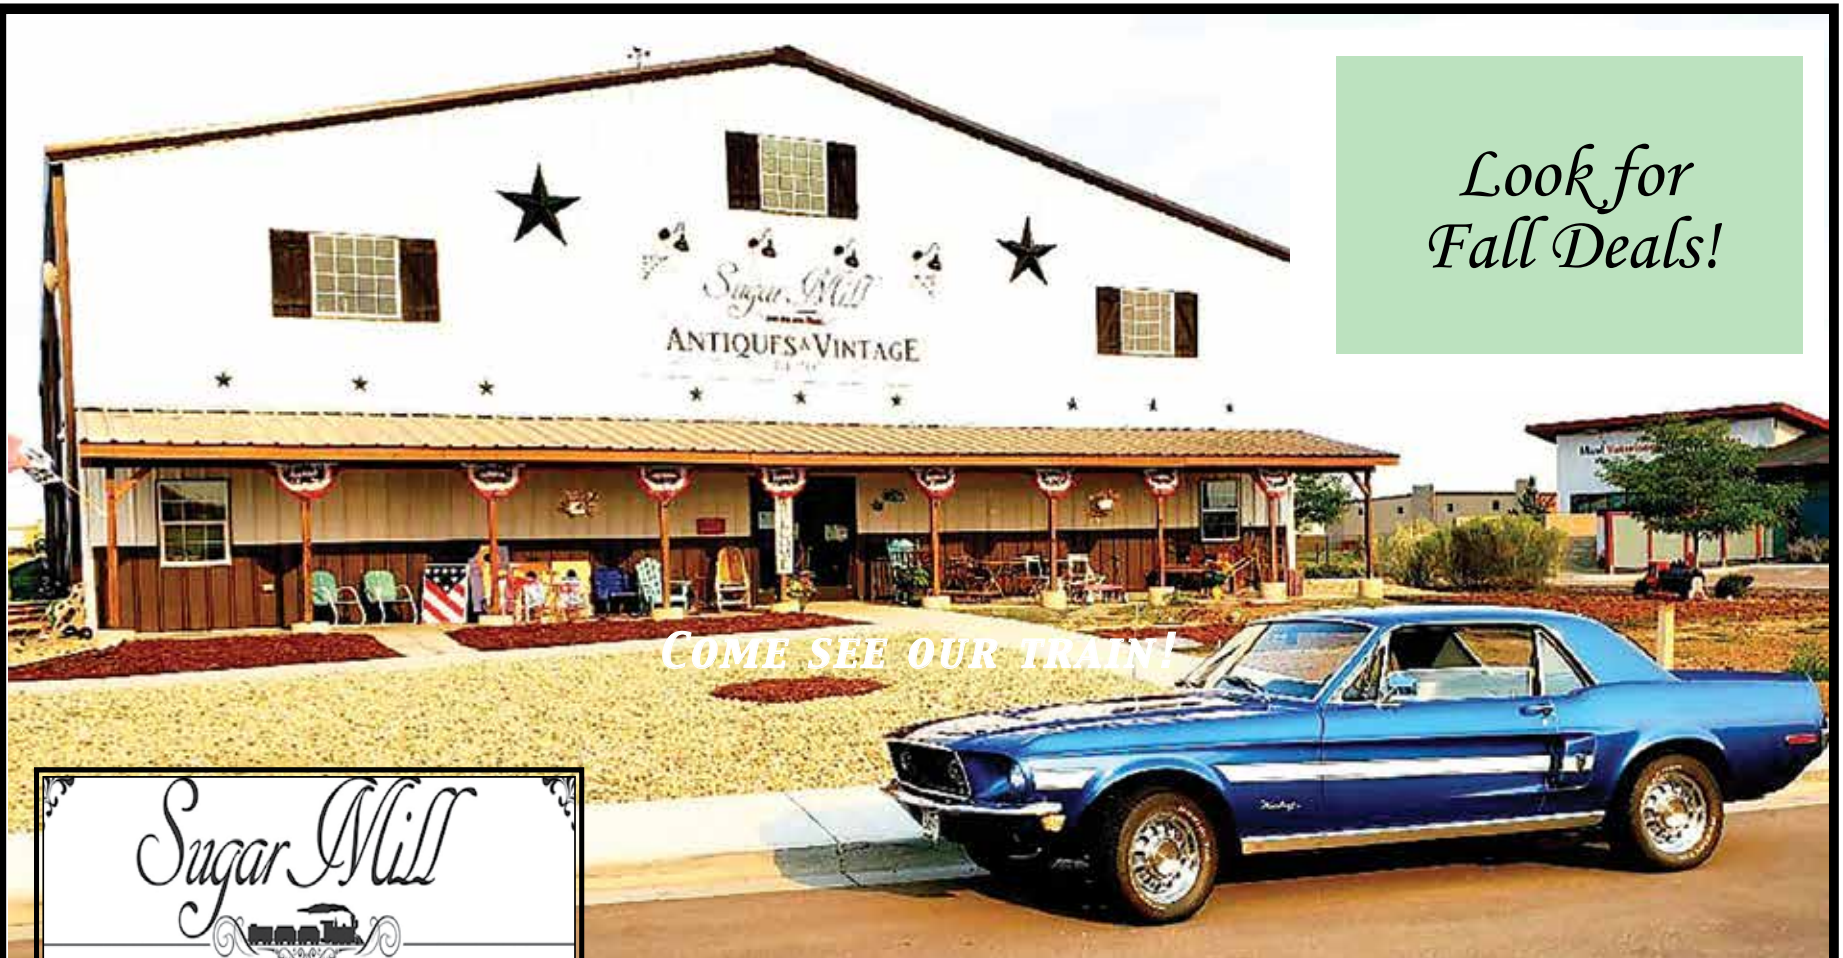 Look for
Fall Deals!
Sugar Mill
ANTIQUES & VINTAGE
COME SEE OUR TRAIN!
Sugar Mill